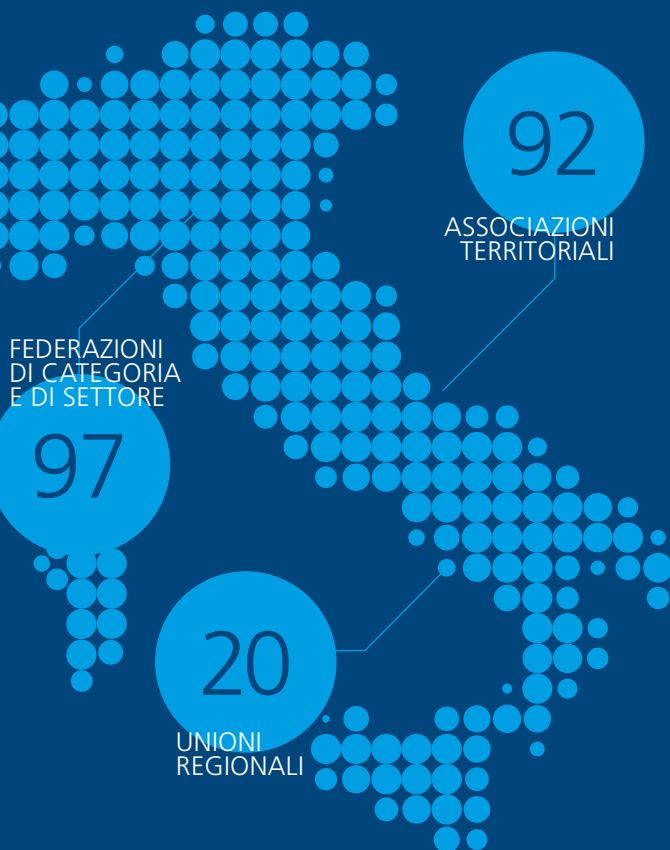 92
ASSOCIAZIONI
TERRITORIALI
FEDERAZIONI
DI CATEGORIA
E DI SETTORE
97
20
UNIONI
REGIONALI